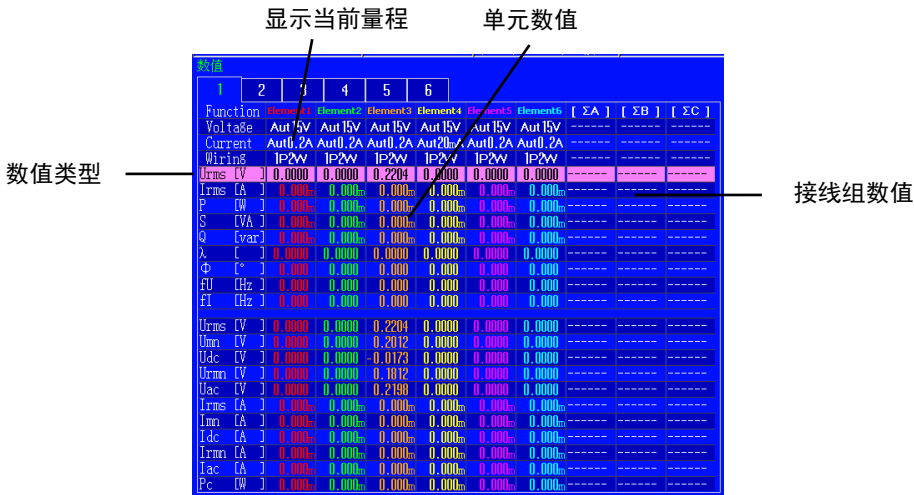 显示当前量程 单元数值
数值
1 2 3 4 5 6
Function Element1 Element2 Element3 Element4 Element5 Element6 [ ΣA ] [ ΣB ] [ ΣC ]
Voltage Aut15V Aut15V Aut15V Aut15V Aut15V Aut15V ------ ------ ------
Current Aut0.2A Aut0.2A Aut0.2A Aut20m Aut0.2A Aut0.2A ------ ------ ------
Wiring 1P2W 1P2W 1P2W 1P2W 1P2W 1P2W ------ ------ ------
数值类型
Urms [V ] 0.0000 0.0000 0.2204 0.0000 0.0000 0.0000 ------ ------ ------
接线组数值
Irms [A ] 0.000m 0.000m 0.000m 0.000m 0.000m 0.000m ------ ------ ------
P [W ] 0.000m 0.000m 0.000m 0.000m 0.000m 0.000m ------ ------ ------
S [VA ] 0.000m 0.000m 0.000m 0.000m 0.000m 0.000m ------ ------ ------
Q [var] 0.000m 0.000m 0.000m 0.000m 0.000m 0.000m ------ ------ ------
λ [ ] 0.0000 0.0000 0.0000 0.0000 0.0000 0.0000 ------ ------ ------
Φ [° ] 0.000 0.000 0.000 0.000 0.000 0.000 ------ ------ ------
fU [Hz ] 0.000 0.000 0.000 0.000 0.000 0.000 ------ ------ ------
fI [Hz ] 0.000 0.000 0.000 0.000 0.000 0.000 ------ ------ ------
Urms [V ] 0.0000 0.0000 0.2204 0.0000 0.0000 0.0000 ------ ------ ------
Umn [V ] 0.0000 0.0000 0.2012 0.0000 0.0000 0.0000 ------ ------ ------
Udc [V ] 0.0000 0.0000 -0.0173 0.0000 0.0000 0.0000 ------ ------ ------
Urmn [V ] 0.0000 0.0000 0.1812 0.0000 0.0000 0.0000 ------ ------ ------
Uac [V ] 0.0000 0.0000 0.2198 0.0000 0.0000 0.0000 ------ ------ ------
Irms [A ] 0.000m 0.000m 0.000m 0.000m 0.000m 0.000m ------ ------ ------
Imn [A ] 0.000m 0.000m 0.000m 0.000m 0.000m 0.000m ------ ------ ------
Idc [A ] 0.000m 0.000m 0.000m 0.000m 0.000m 0.000m ------ ------ ------
Irmn [A ] 0.000m 0.000m 0.000m 0.000m 0.000m 0.000m ------ ------ ------
Iac [A ] 0.000m 0.000m 0.000m 0.000m 0.000m 0.000m ------ ------ ------
Pc [W ] 0.000m 0.000m 0.000m 0.000m 0.000m 0.000m ------ ------ ------